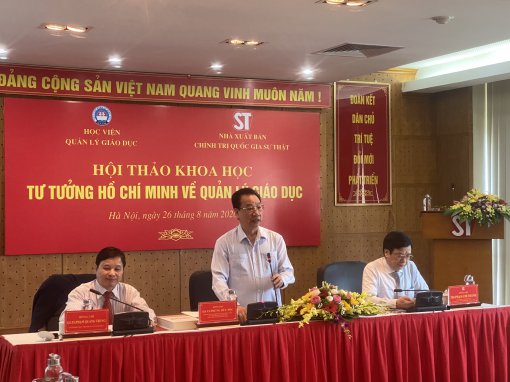 ĐẢNG CỘNG SẢN VIỆT NAM QUANG VINH MUÔN NĂM !
HỌC VIỆN
QUẢN LÝ GIÁO DỤC
ST
NHÀ XUẤT BẢN
CHÍNH TRỊ QUỐC GIA SỰ THẬT
HỘI THẢO KHOA HỌC
TƯ TƯỞNG HỒ CHÍ MINH VỀ QUẢN LÝ GIÁO DỤC
Hà Nội, ngày 26 tháng 8 năm
ĐOÀN KẾT
DÂN CHỦ
TRÍ TUỆ
ĐỔI MỚI
PHÁT TRIỂN
ST